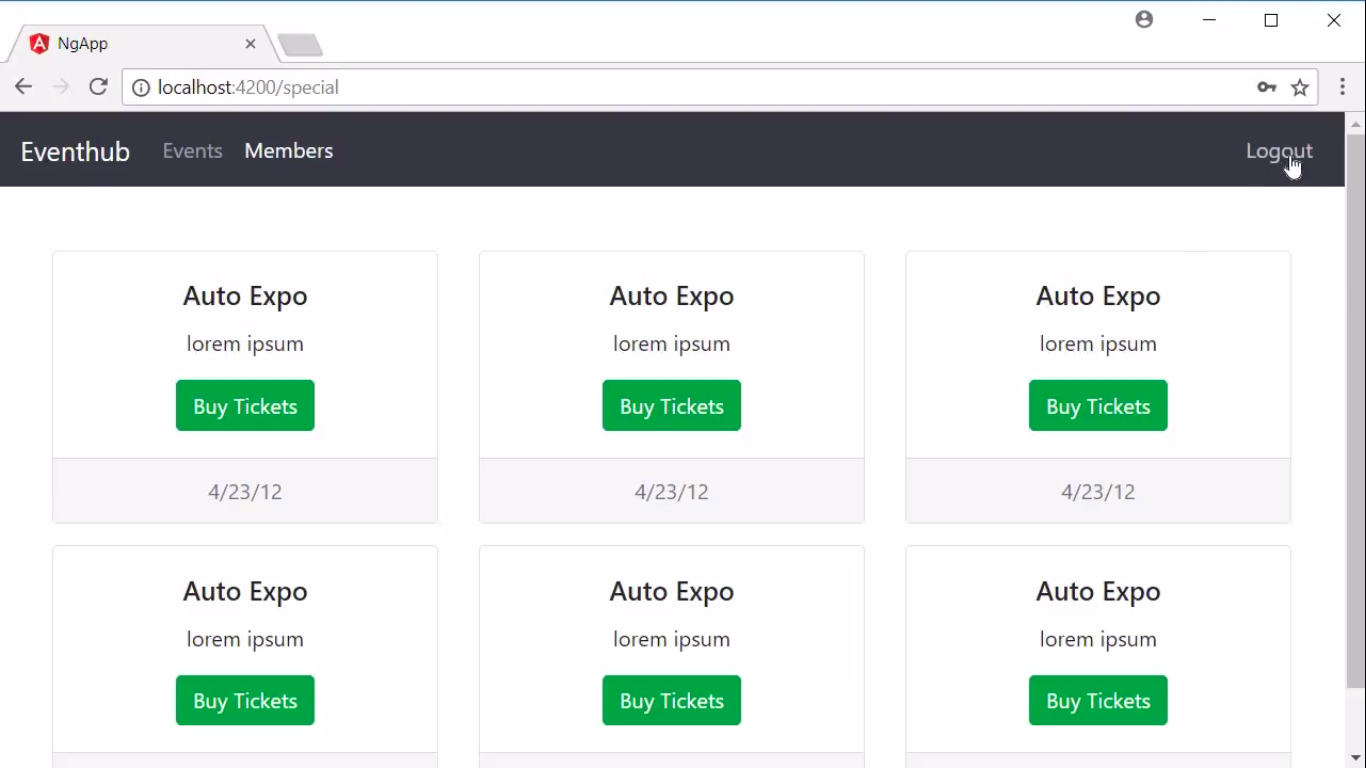 NgApp
localhost:4200/special
Eventhub Events Members Logout
Auto Expo Auto Expo Auto Expo
lorem ipsum lorem ipsum lorem ipsum
Buy Tickets Buy Tickets Buy Tickets
4/23/12 4/23/12 4/23/12
Auto Expo Auto Expo Auto Expo
lorem ipsum lorem ipsum lorem ipsum
Buy Tickets Buy Tickets Buy Tickets